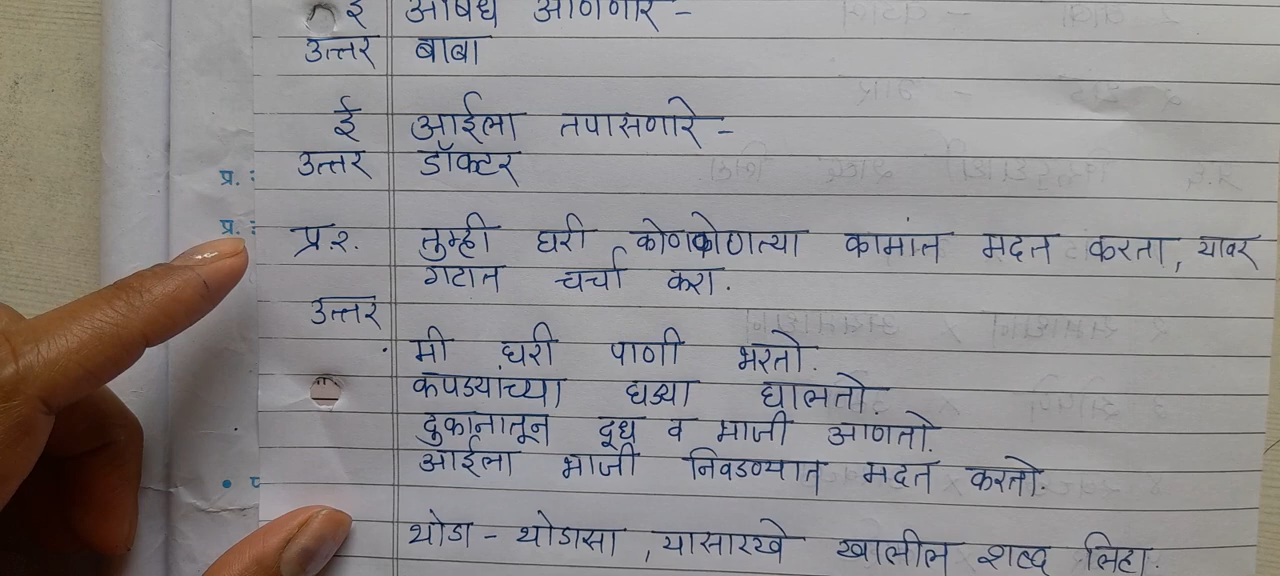 इ औषध आणणार -
उत्तर बाबा
ई आईला तपासणारे -
उत्तर डॉक्टर
प्र. :
प्र. :
प्र २. तुम्ही घरी कोणकोणत्या कामांत मदत करता, यावर
गटात चर्चा करा.
उत्तर
मी घरी पाणी भरतो.
कपड्यांच्या घड्या घालतो.
दुकानातून दूध व भाजी आणतो.
आईला भाजी निवडण्यात मदत करतो.
थोडा - थोडासा , यासारखे खालील शब्द लिहा.